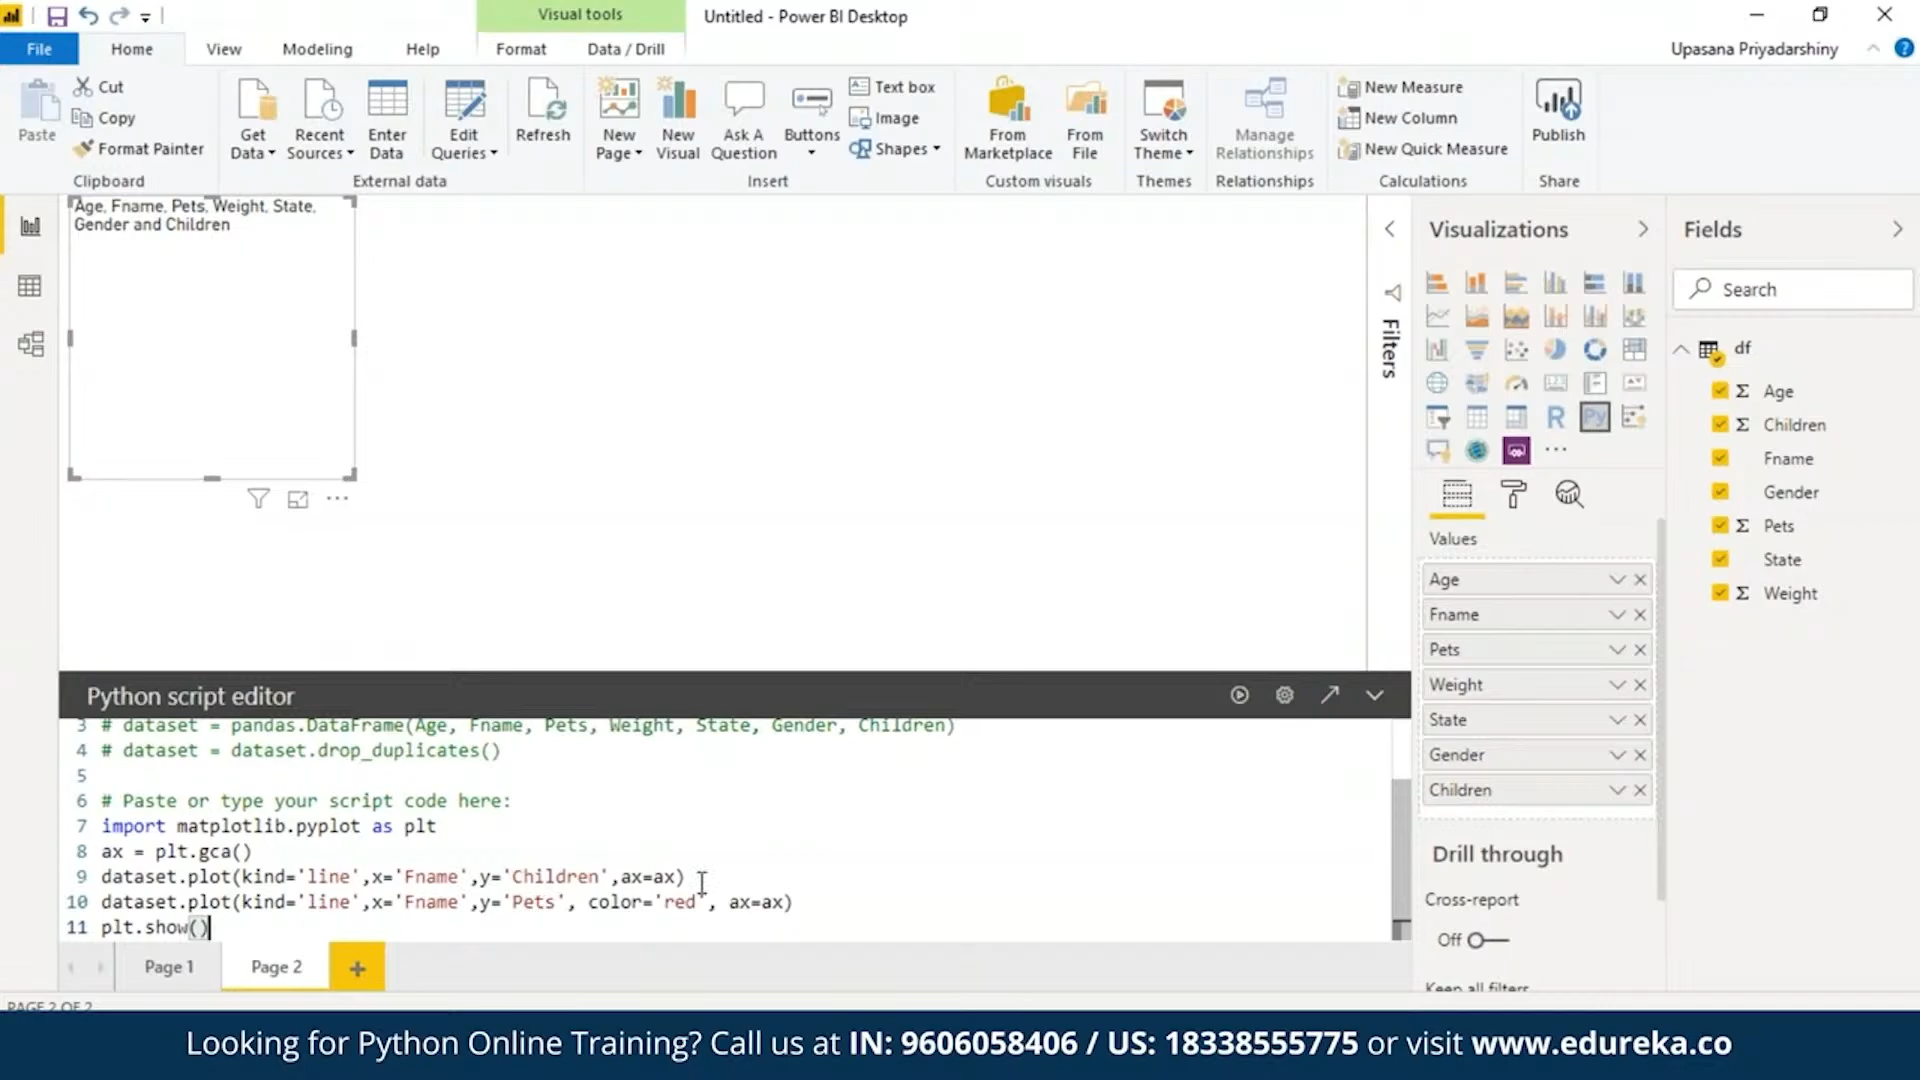 Visual tools
Untitled - Power BI Desktop
File
Home
View
Modeling
Help
Format
Data / Drill
Upasana Priyadarshiny
Paste
Cut
Copy
Format Painter
Clipboard
Get Data
Recent Sources
Enter Data
Edit Queries
Refresh
External data
New Page
New Visual
Ask A Question
Buttons
Text box
Image
Shapes
Insert
From Marketplace
From File
Custom visuals
Switch Theme
Themes
Manage Relationships
Relationships
New Measure
New Column
New Quick Measure
Calculations
Publish
Share
Age, Fname, Pets, Weight, State,
Gender and Children
Filters
Visualizations
R
Py
Values
Age
Fname
Pets
Weight
State
Gender
Children
Drill through
Cross-report
Off
Keep all filters
Fields
Search
df
Age
Children
Fname
Gender
Pets
State
Weight
Python script editor
3 # dataset = pandas.DataFrame(Age, Fname, Pets, Weight, State, Gender, Children)
4 # dataset = dataset.drop_duplicates()
5
6 # Paste or type your script code here:
7 import matplotlib.pyplot as plt
8 ax = plt.gca()
9 dataset.plot(kind='line',x='Fname',y='Children',ax=ax)
10 dataset.plot(kind='line',x='Fname',y='Pets', color='red', ax=ax)
11 plt.show()
Page 1
Page 2
PAGE 2 OF 2
Looking for Python Online Training? Call us at IN: 9606058406 / US: 18338555775 or visit www.edureka.co